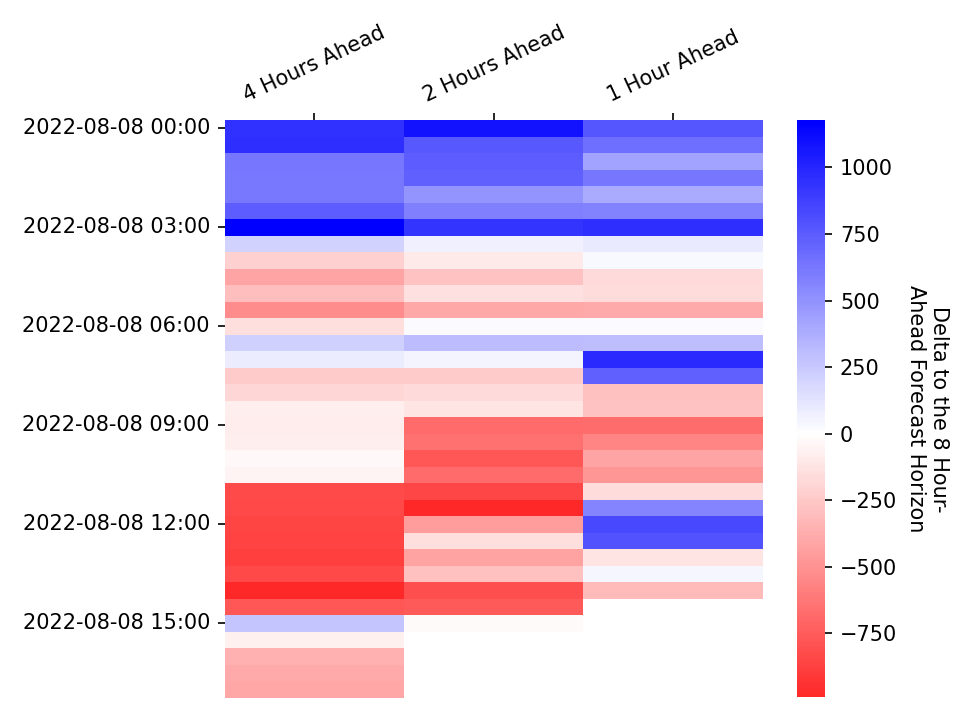 4 Hours Ahead
2 Hours Ahead
1 Hour Ahead
2022-08-08 00:00
2022-08-08 03:00
2022-08-08 06:00
2022-08-08 09:00
2022-08-08 12:00
2022-08-08 15:00
1000
750
500
250
0
−250
−500
−750
Delta to the 8 Hour-
Ahead Forecast Horizon